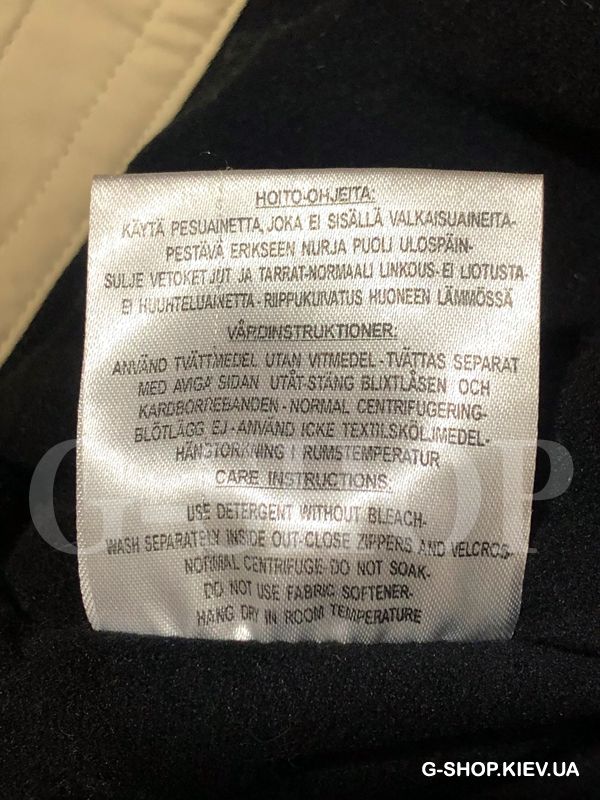 HOITO-OHJEITA:
KÄYTÄ PESUAINETTA, JOKA EI SISÄLLÄ VALKAISUAINEITA-
PESTÄVÄ ERIKSEEN NURJA PUOLI ULOSPÄIN-
SULJE VETOKETJUT JA TARRAT-NORMAALI LINKOUS-EI LIOTUSTA-
EI HUUHTELUAINETTA-RIIPPUKUIVATUS HUONEEN LÄMMÖSSÄ
VÅRDINSTRUKTIONER:
ANVÄND TVÄTTMEDEL UTAN VITMEDEL-TVÄTTAS SEPARAT
MED AVIGA SIDAN UTÅT-STÄNG BLIXTLÅSEN OCH
KARDBORREBANDEN-NORMAL CENTRIFUGERING-
BLÖTLÄGG EJ-ANVÄND ICKE TEXTILSKÖLJMEDEL-
HÄNGTORKNING I RUMSTEMPERATUR
CARE INSTRUCTIONS:
USE DETERGENT WITHOUT BLEACH-
WASH SEPARATELY INSIDE OUT-CLOSE ZIPPERS AND VELCROS-
NORMAL CENTRIFUGE-DO NOT SOAK-
DO NOT USE FABRIC SOFTENER-
HANG DRY IN ROOM TEMPERATURE
G-SHOP
G-SHOP.KIEV.UA